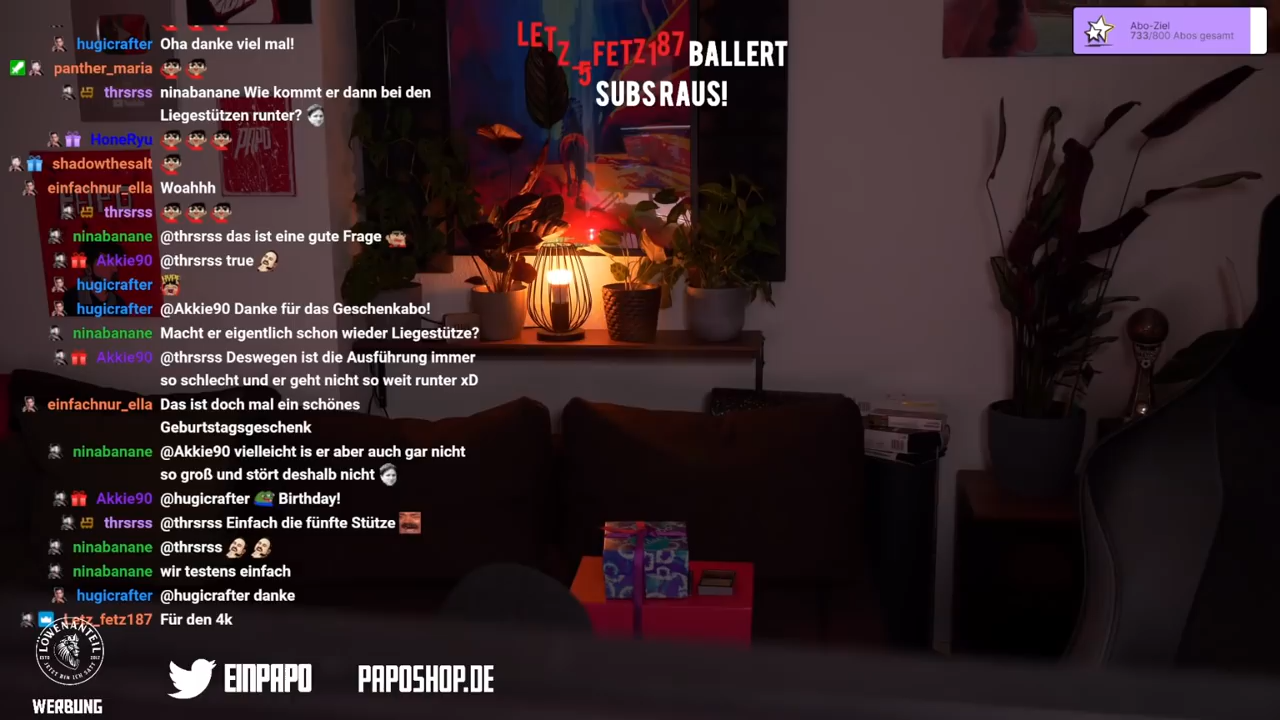 hugicrafter Oha danke viel mal!
panther_maria
thrsrss ninabanane Wie kommt er dann bei den
Liegestützen runter?
HoneRyu
shadowthesalt
einfachnur_ella Woahhh
thrsrss
ninabanane @thrsrss das ist eine gute Frage
Akkie90 @thrsrss true
hugicrafter
hugicrafter @Akkie90 Danke für das Geschenkabo!
ninabanane Macht er eigentlich schon wieder Liegestütze?
Akkie90 @thrsrss Deswegen ist die Ausführung immer
so schlecht und er geht nicht so weit runter xD
einfachnur_ella Das ist doch mal ein schönes
Geburtstagsgeschenk
ninabanane @Akkie90 vielleicht is er aber auch gar nicht
so groß und stört deshalb nicht
Akkie90 @hugicrafter Birthday!
thrsrss @thrsrss Einfach die fünfte Stütze
ninabanane @thrsrss
ninabanane wir testens einfach
hugicrafter @hugicrafter danke
Letz_fetz187 Für den 4k
LETZ_FETZ187 BALLERT
5 SUBS RAUS!
Abo-Ziel
733/800 Abos gesamt
PAPO
LÖWENANTEIL
WERBUNG
EINPAPO
PAPOSHOP.DE